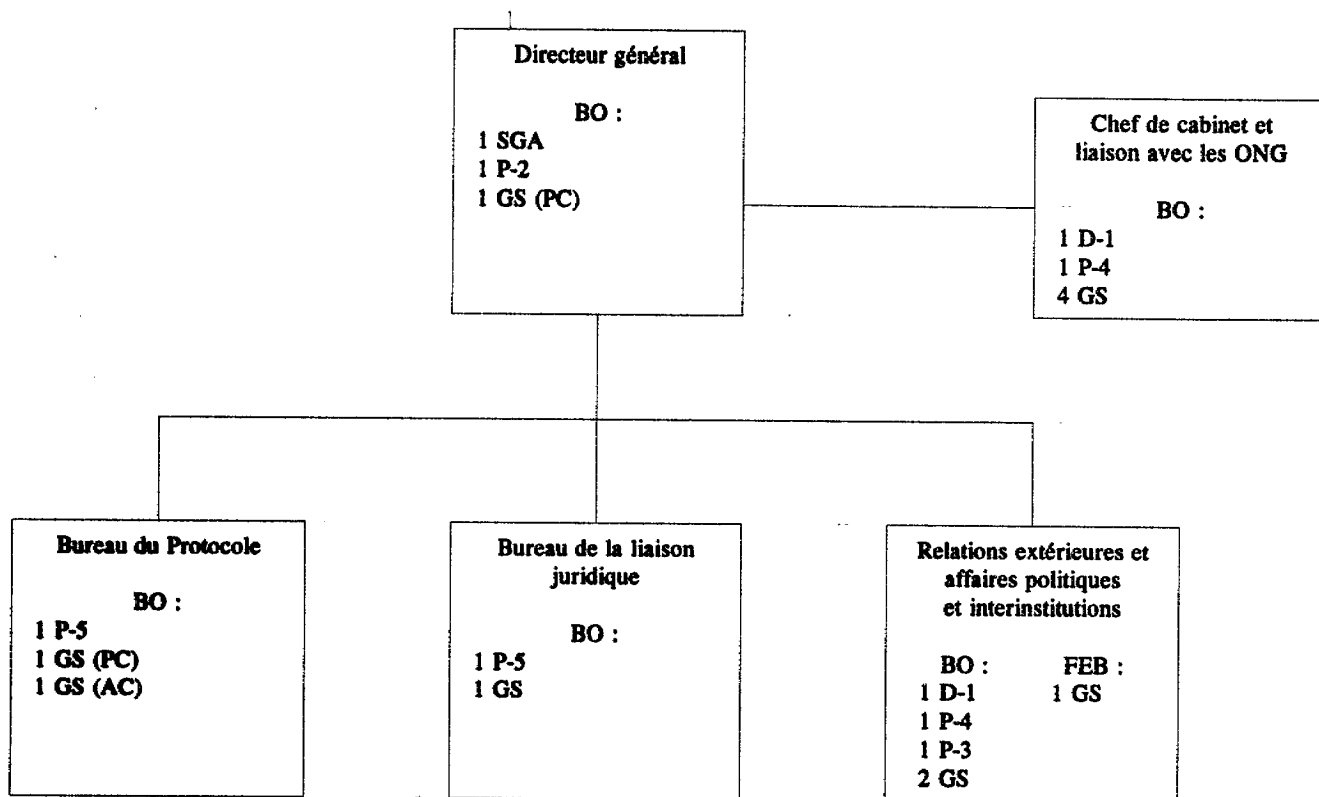 Directeur général
BO :
1 SGA
1 P-2
1 GS (PC)
Chef de cabinet et
liaison avec les ONG
BO :
1 D-1
1 P-4
4 GS
Bureau du Protocole
BO :
1 P-5
1 GS (PC)
1 GS (AC)
Bureau de la liaison
juridique
BO :
1 P-5
1 GS
Relations extérieures et
affaires politiques
et interinstitutions
BO : FEB :
1 D-1 1 GS
1 P-4
1 P-3
2 GS